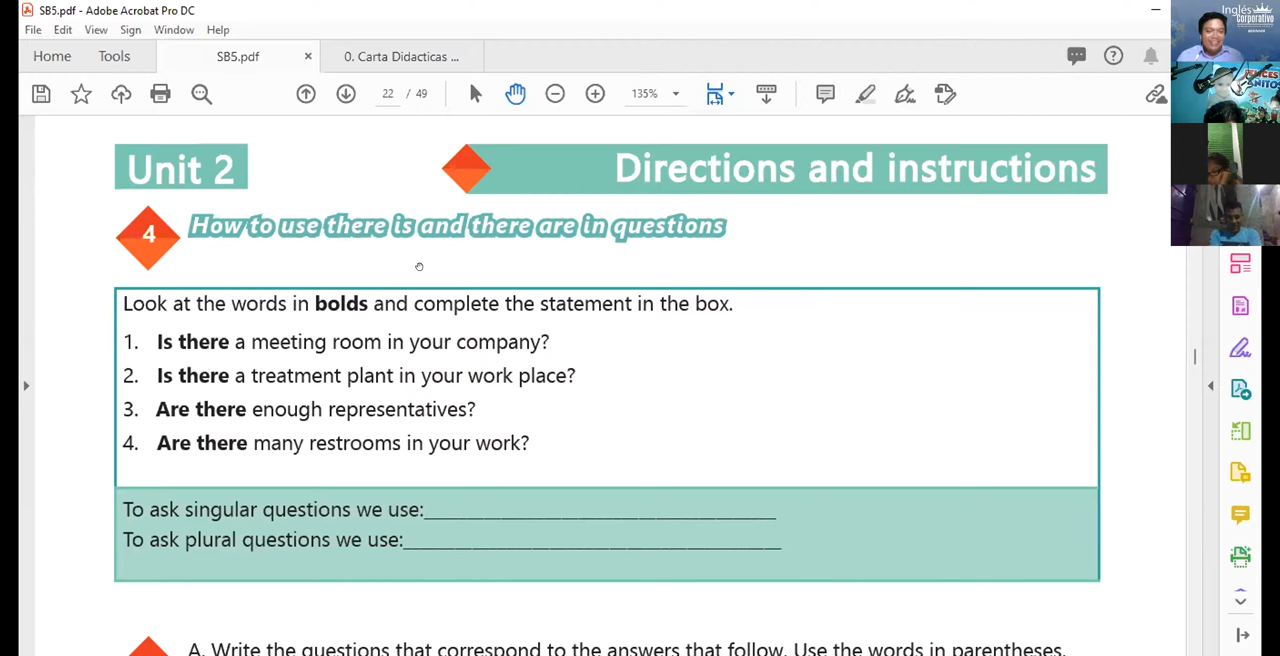 SB5.pdf - Adobe Acrobat Pro DC
File Edit View Sign Window Help
Home Tools SB5.pdf × 0. Carta Didacticas ...
22 / 49 135%
Inglés
Corporativo
Unit 2 Directions and instructions
4 How to use there is and there are in questions
Look at the words in bolds and complete the statement in the box.
1. Is there a meeting room in your company?
2. Is there a treatment plant in your work place?
3. Are there enough representatives?
4. Are there many restrooms in your work?
To ask singular questions we use:
To ask plural questions we use:
A. Write the questions that correspond to the answers that follow. Use the words in parentheses.